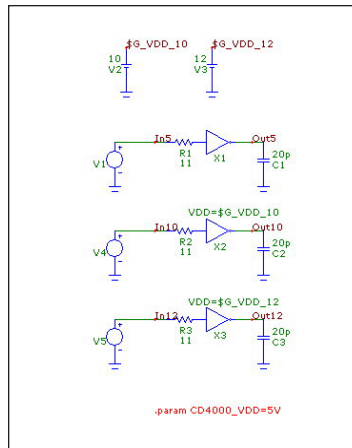 $G_VDD_10
$G_VDD_12
10
V2
12
V3
In5
Out5
V1
R1
11
X1
20p
C1
VDD=$G_VDD_10
In10
Out10
V4
R2
11
X2
20p
C2
VDD=$G_VDD_12
In12
Out12
V5
R3
11
X3
20p
C3
.param CD4000_VDD=5V